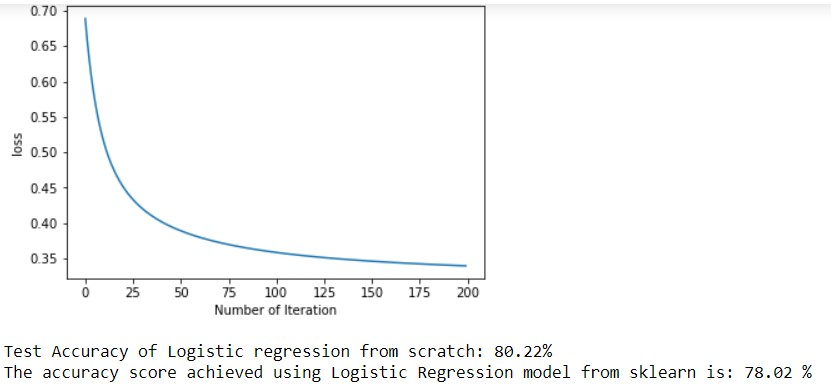 0.70
0.65
0.60
0.55
0.50
0.45
0.40
0.35
loss
0 25 50 75 100 125 150 175 200
Number of Iteration
Test Accuracy of Logistic regression from scratch: 80.22%
The accuracy score achieved using Logistic Regression model from sklearn is: 78.02 %